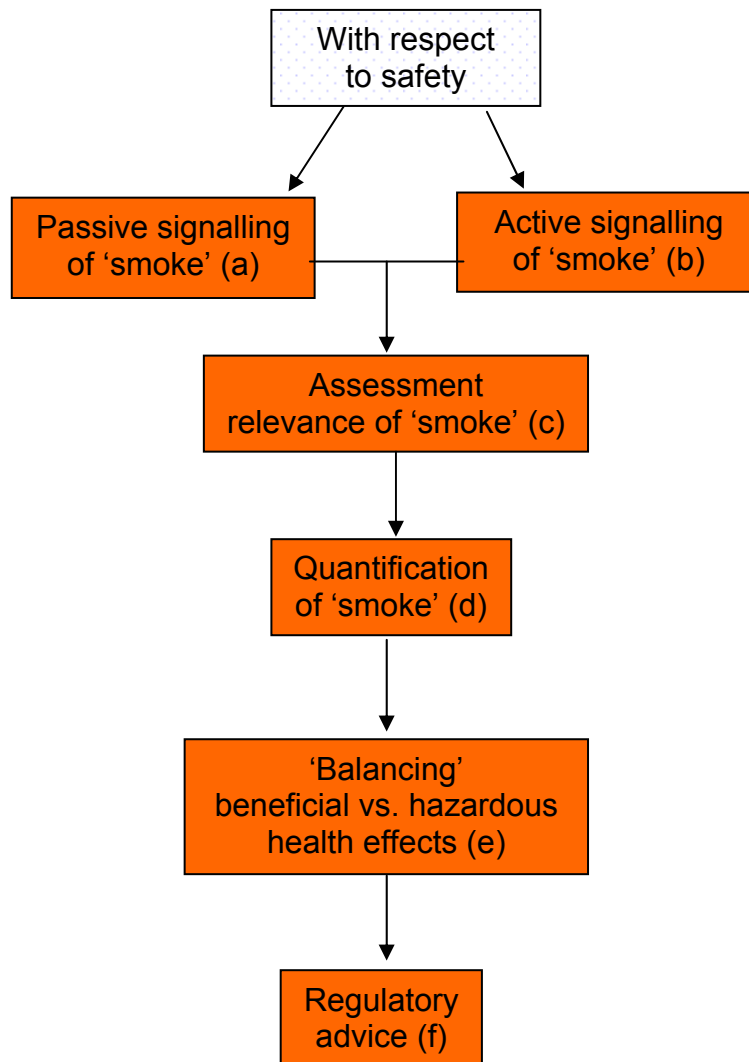 With respect
to safety
Passive signalling
of ‘smoke’ (a)
Active signalling
of ‘smoke’ (b)
Assessment
relevance of ‘smoke’ (c)
Quantification
of ‘smoke’ (d)
‘Balancing’
beneficial vs. hazardous
health effects (e)
Regulatory
advice (f)